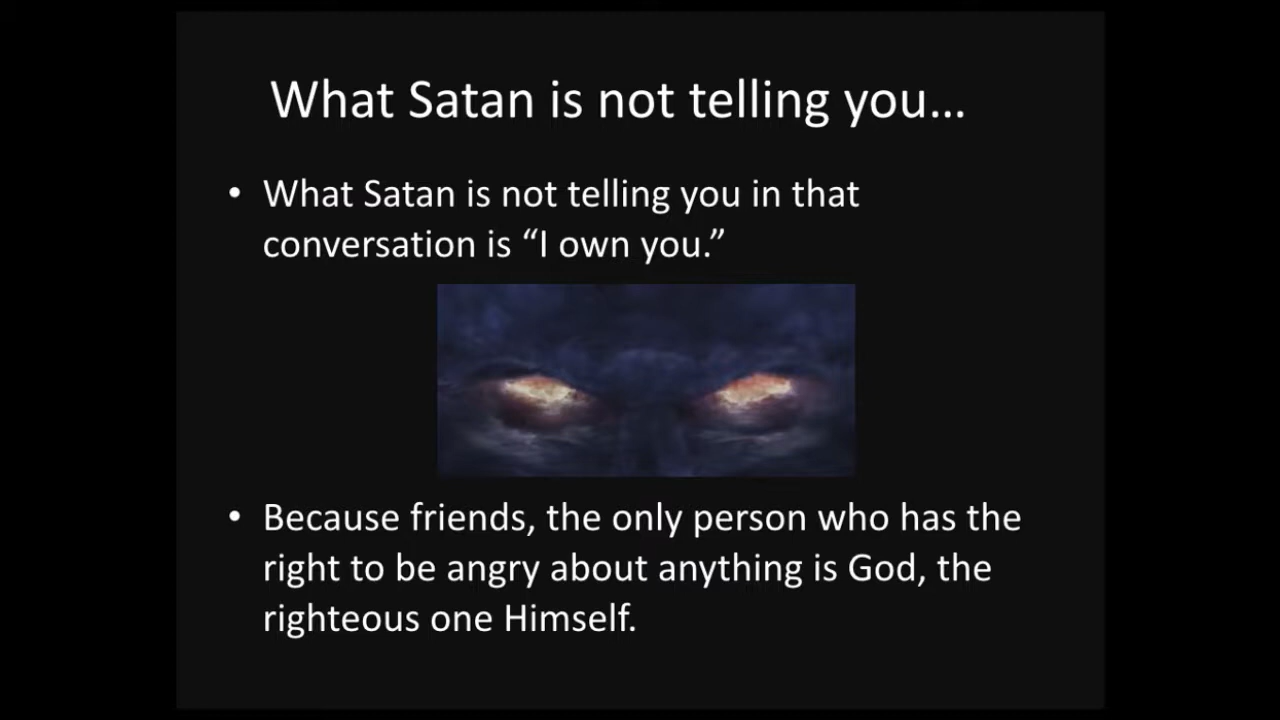 What Satan is not telling you…
• What Satan is not telling you in that
conversation is “I own you.”
• Because friends, the only person who has the
right to be angry about anything is God, the
righteous one Himself.